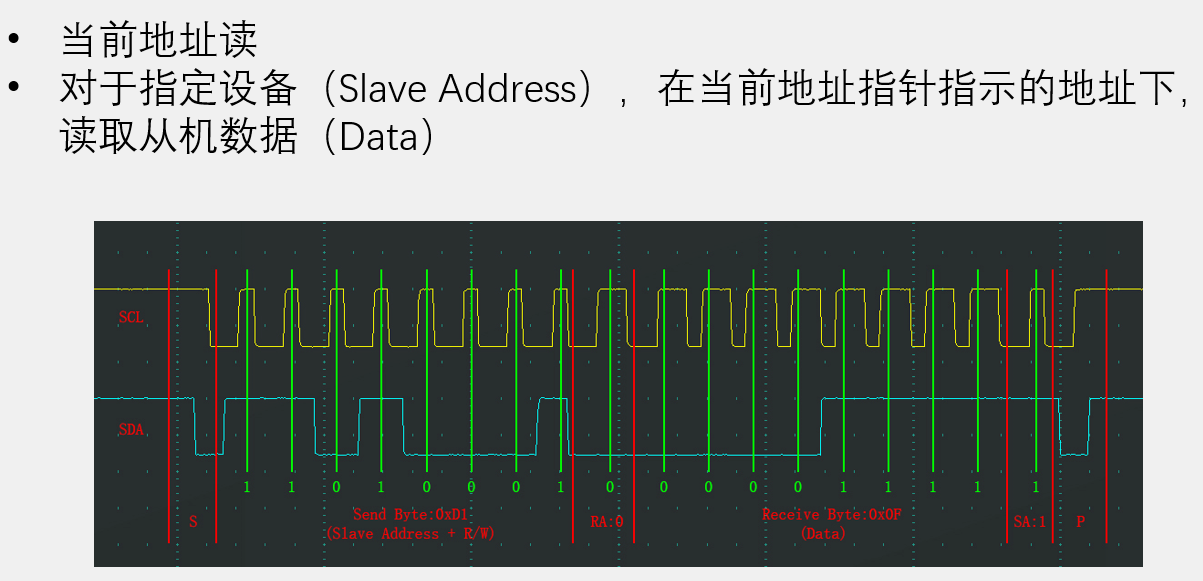 • 当前地址读
• 对于指定设备（Slave Address），在当前地址指针指示的地址下，
读取从机数据（Data）
SCL
SDA
1 1 0 1 0 0 0 1 0 0 0 0 0 1 1 1 1 1
S Send Byte:0xD1 RA:0 Receive Byte:0x0F SA:1 P
(Slave Address + R/W) (Data)